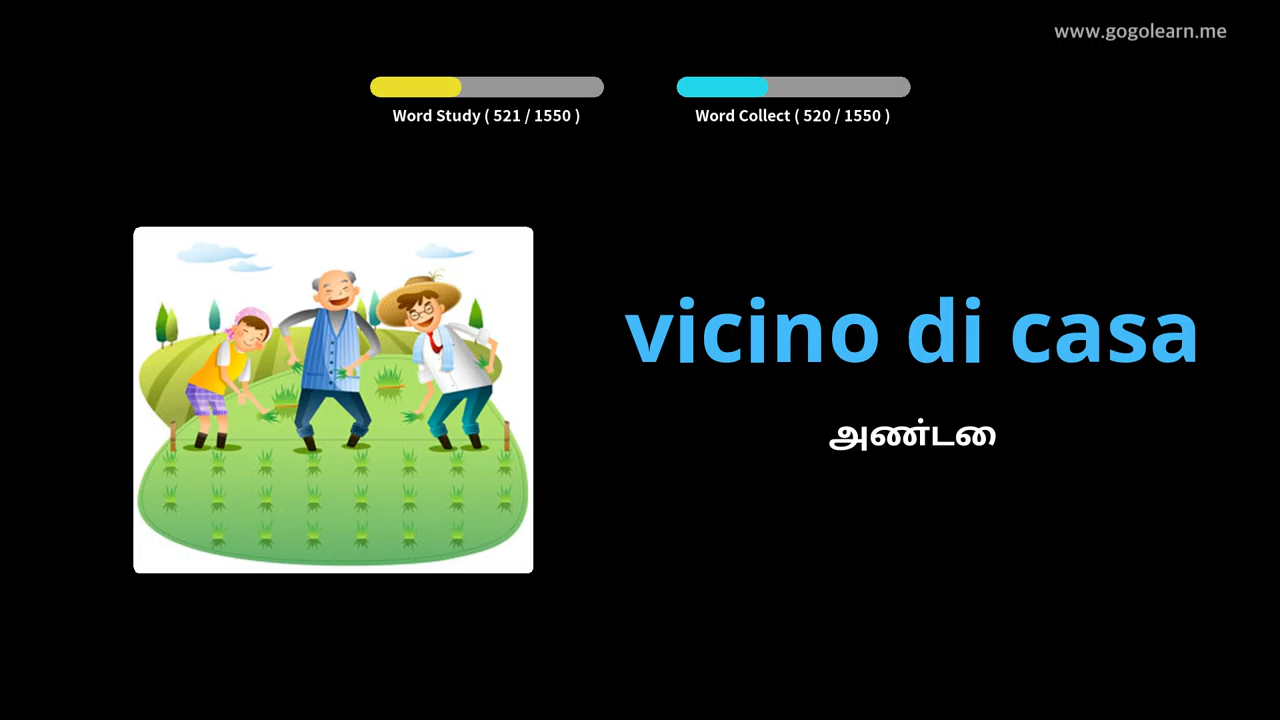 www.gogolearn.me
Word Study ( 521 / 1550 )
Word Collect ( 520 / 1550 )
vicino di casa
அண்டை